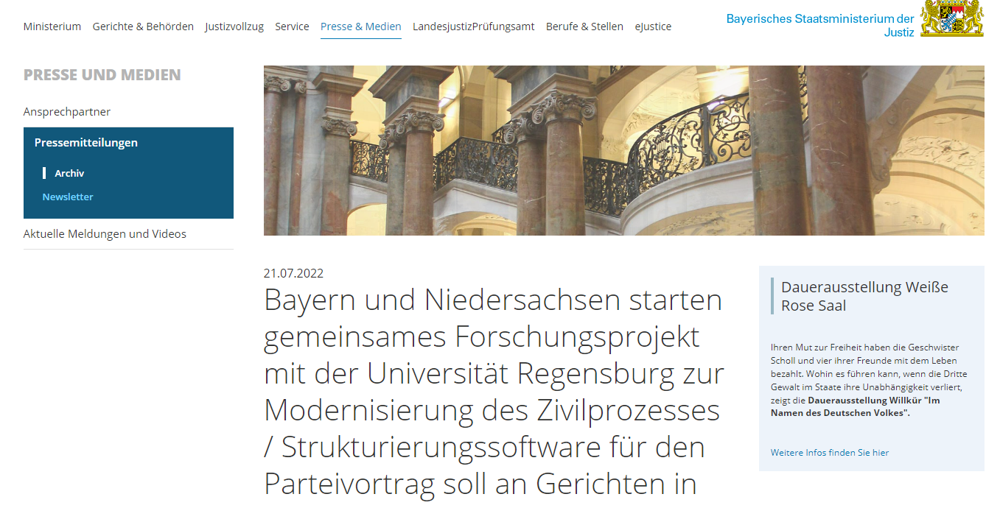 Ministerium Gerichte & Behörden Justizvollzug Service Presse & Medien LandesjustizPrüfungsamt Berufe & Stellen eJustice
Bayerisches Staatsministerium der
Justiz
PRESSE UND MEDIEN
Ansprechpartner
Pressemitteilungen
Archiv
Newsletter
Aktuelle Meldungen und Videos
21.07.2022
Bayern und Niedersachsen starten
gemeinsames Forschungsprojekt
mit der Universität Regensburg zur
Modernisierung des Zivilprozesses
/ Strukturierungssoftware für den
Parteivortrag soll an Gerichten in
Dauerausstellung Weiße
Rose Saal
Ihren Mut zur Freiheit haben die Geschwister
Scholl und vier ihrer Freunde mit dem Leben
bezahlt. Wohin es führen kann, wenn die Dritte
Gewalt im Staate ihre Unabhängigkeit verliert,
zeigt die Dauerausstellung Willkür "Im
Namen des Deutschen Volkes".
Weitere Infos finden Sie hier